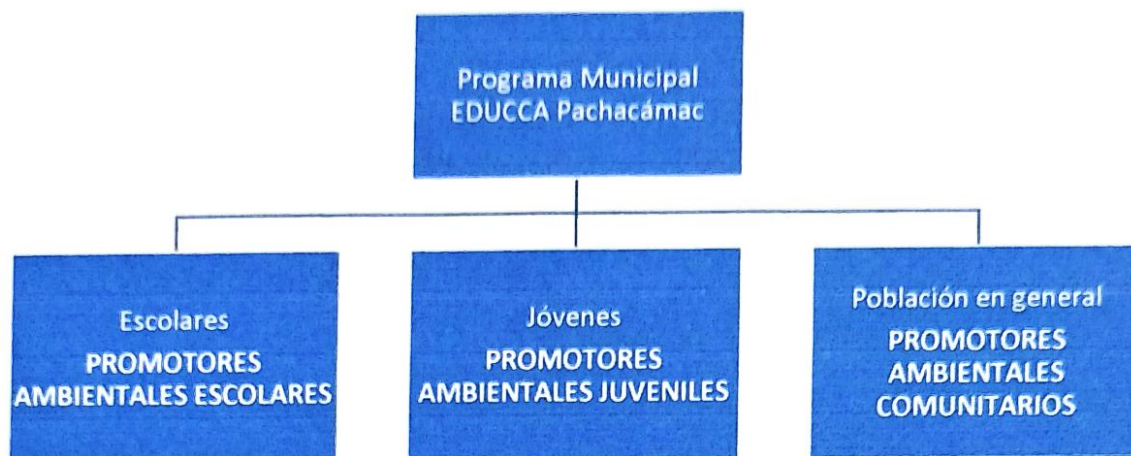 Programa Municipal
EDUCCA Pachacámac
Escolares
PROMOTORES
AMBIENTALES ESCOLARES
Jóvenes
PROMOTORES
AMBIENTALES JUVENILES
Población en general
PROMOTORES
AMBIENTALES
COMUNITARIOS